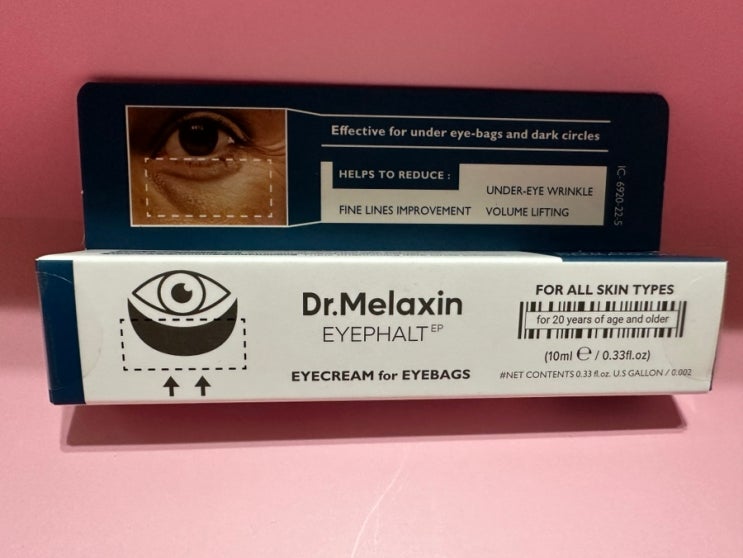 Effective for under eye-bags and dark circles
HELPS TO REDUCE :
UNDER-EYE WRINKLE
FINE LINES IMPROVEMENT VOLUME LIFTING
IC. 6920-22-5
Dr.Melaxin
EYEPHALT EP
EYECREAM for EYEBAGS
FOR ALL SKIN TYPES
for 20 years of age and older
(10ml ℮ / 0.33fl.oz)
#NET CONTENTS 0.33 fl.oz. U.S GALLON / 0.002